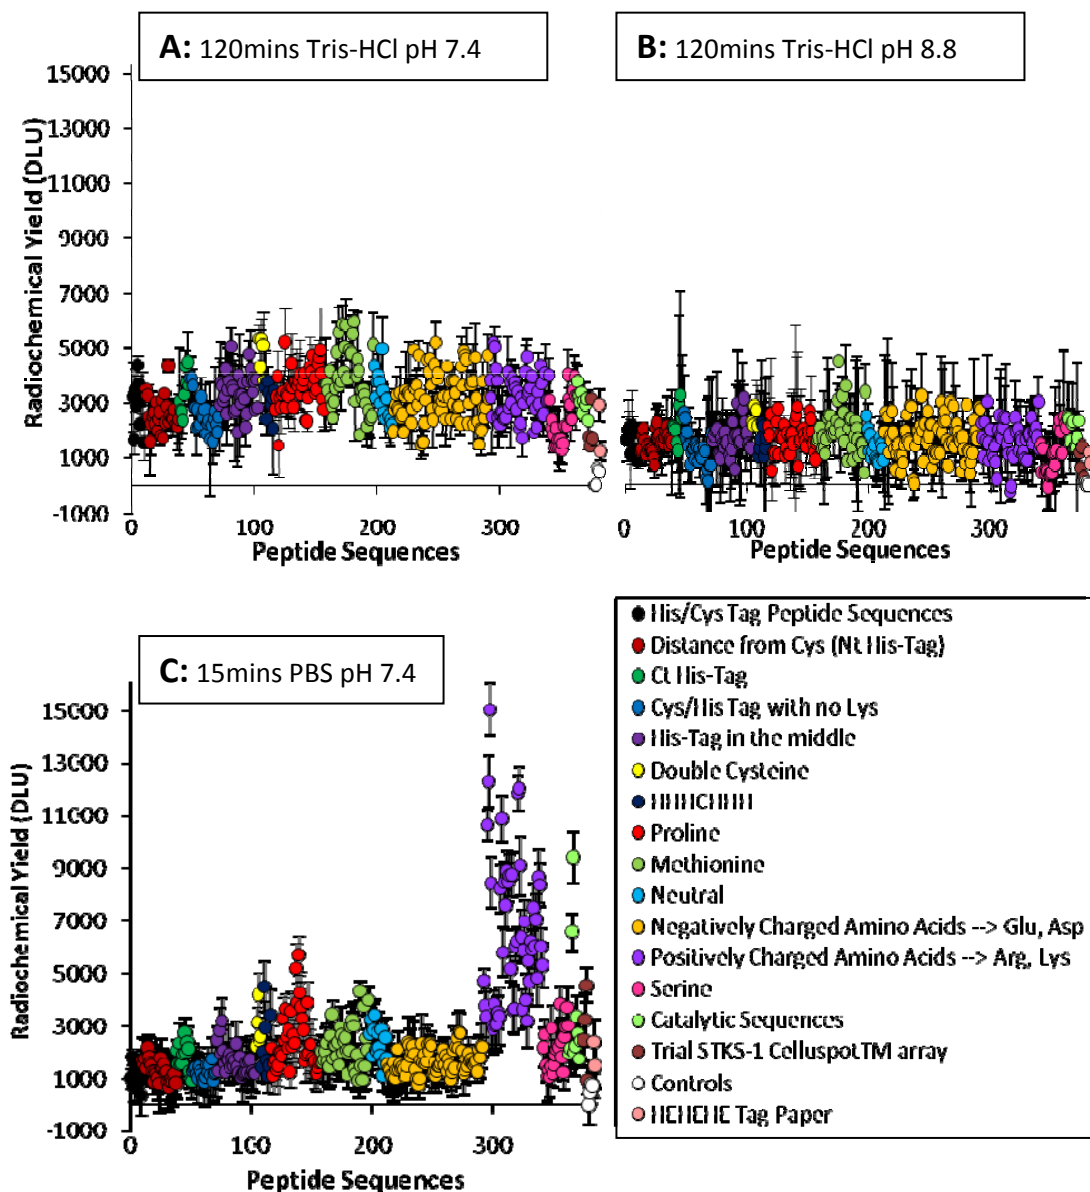 A: 120mins Tris-HCl pH 7.4
15000
13000
11000
9000
7000
5000
3000
1000
-1000
Radiochemical Yield (DLU)
0 100 200 300
Peptide Sequences
B: 120mins Tris-HCl pH 8.8
0 100 200 300
Peptide Sequences
C: 15mins PBS pH 7.4
15000
13000
11000
9000
7000
5000
3000
1000
-1000
Radiochemical Yield (DLU)
0 100 200 300
Peptide Sequences
His/Cys Tag Peptide Sequences
Distance from Cys (Nt His-Tag)
Ct His-Tag
Cys/His Tag with no Lys
His-Tag in the middle
Double Cysteine
HHHCHHH
Proline
Methionine
Neutral
Negatively Charged Amino Acids --> Glu, Asp
Positively Charged Amino Acids --> Arg, Lys
Serine
Catalytic Sequences
Trial STKS-1 CelluspotTM array
Controls
HEHEHE Tag Paper